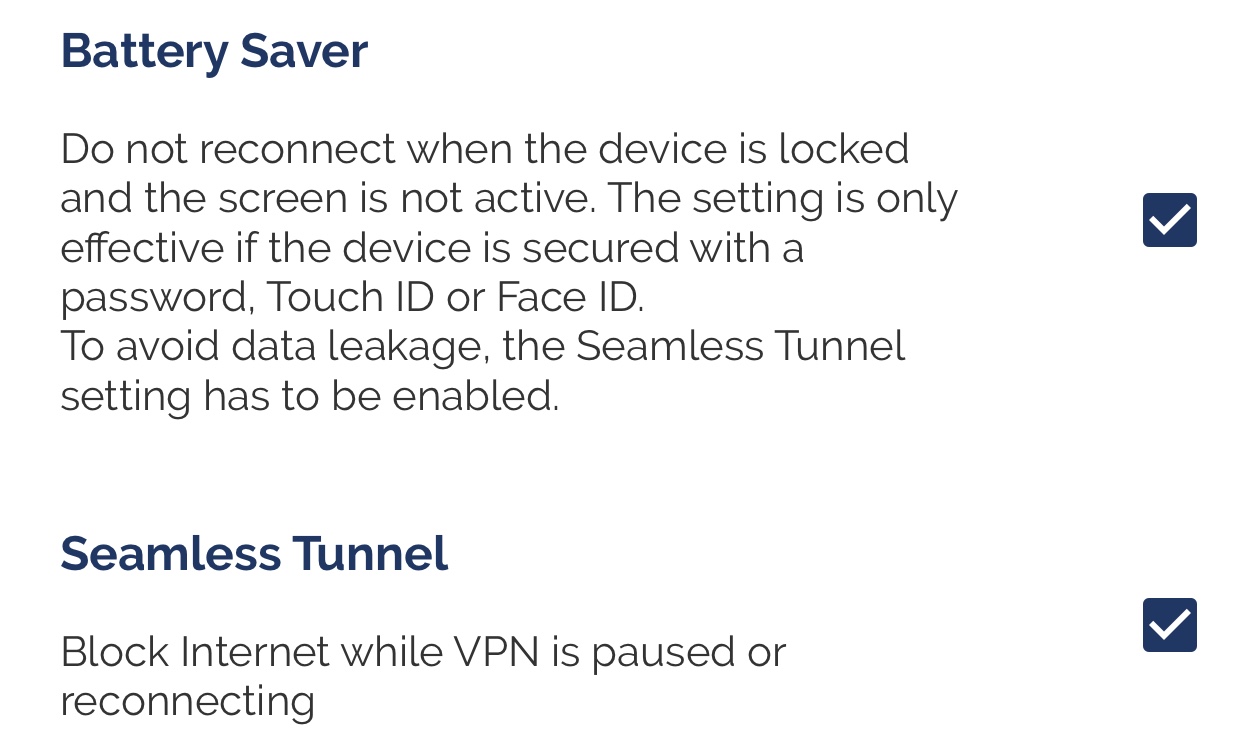 Battery Saver
Do not reconnect when the device is locked
and the screen is not active. The setting is only
effective if the device is secured with a
password, Touch ID or Face ID.
To avoid data leakage, the Seamless Tunnel
setting has to be enabled.
Seamless Tunnel
Block Internet while VPN is paused or
reconnecting